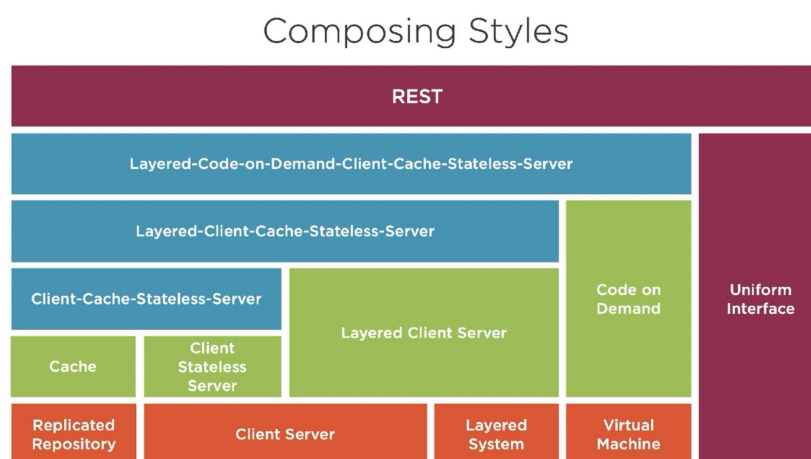 Composing Styles
REST
Layered-Code-on-Demand-Client-Cache-Stateless-Server
Layered-Client-Cache-Stateless-Server
Client-Cache-Stateless-Server
Layered Client Server
Code on
Demand
Uniform
Interface
Cache
Client
Stateless
Server
Replicated
Repository
Client Server
Layered
System
Virtual
Machine